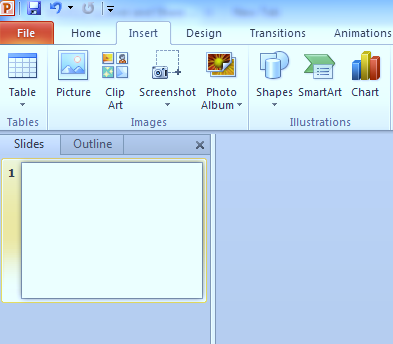 File Home Insert Design Transitions Animations
Table Picture Clip Art Screenshot Photo Album Shapes SmartArt Chart
Tables Images Illustrations
Slides Outline
1